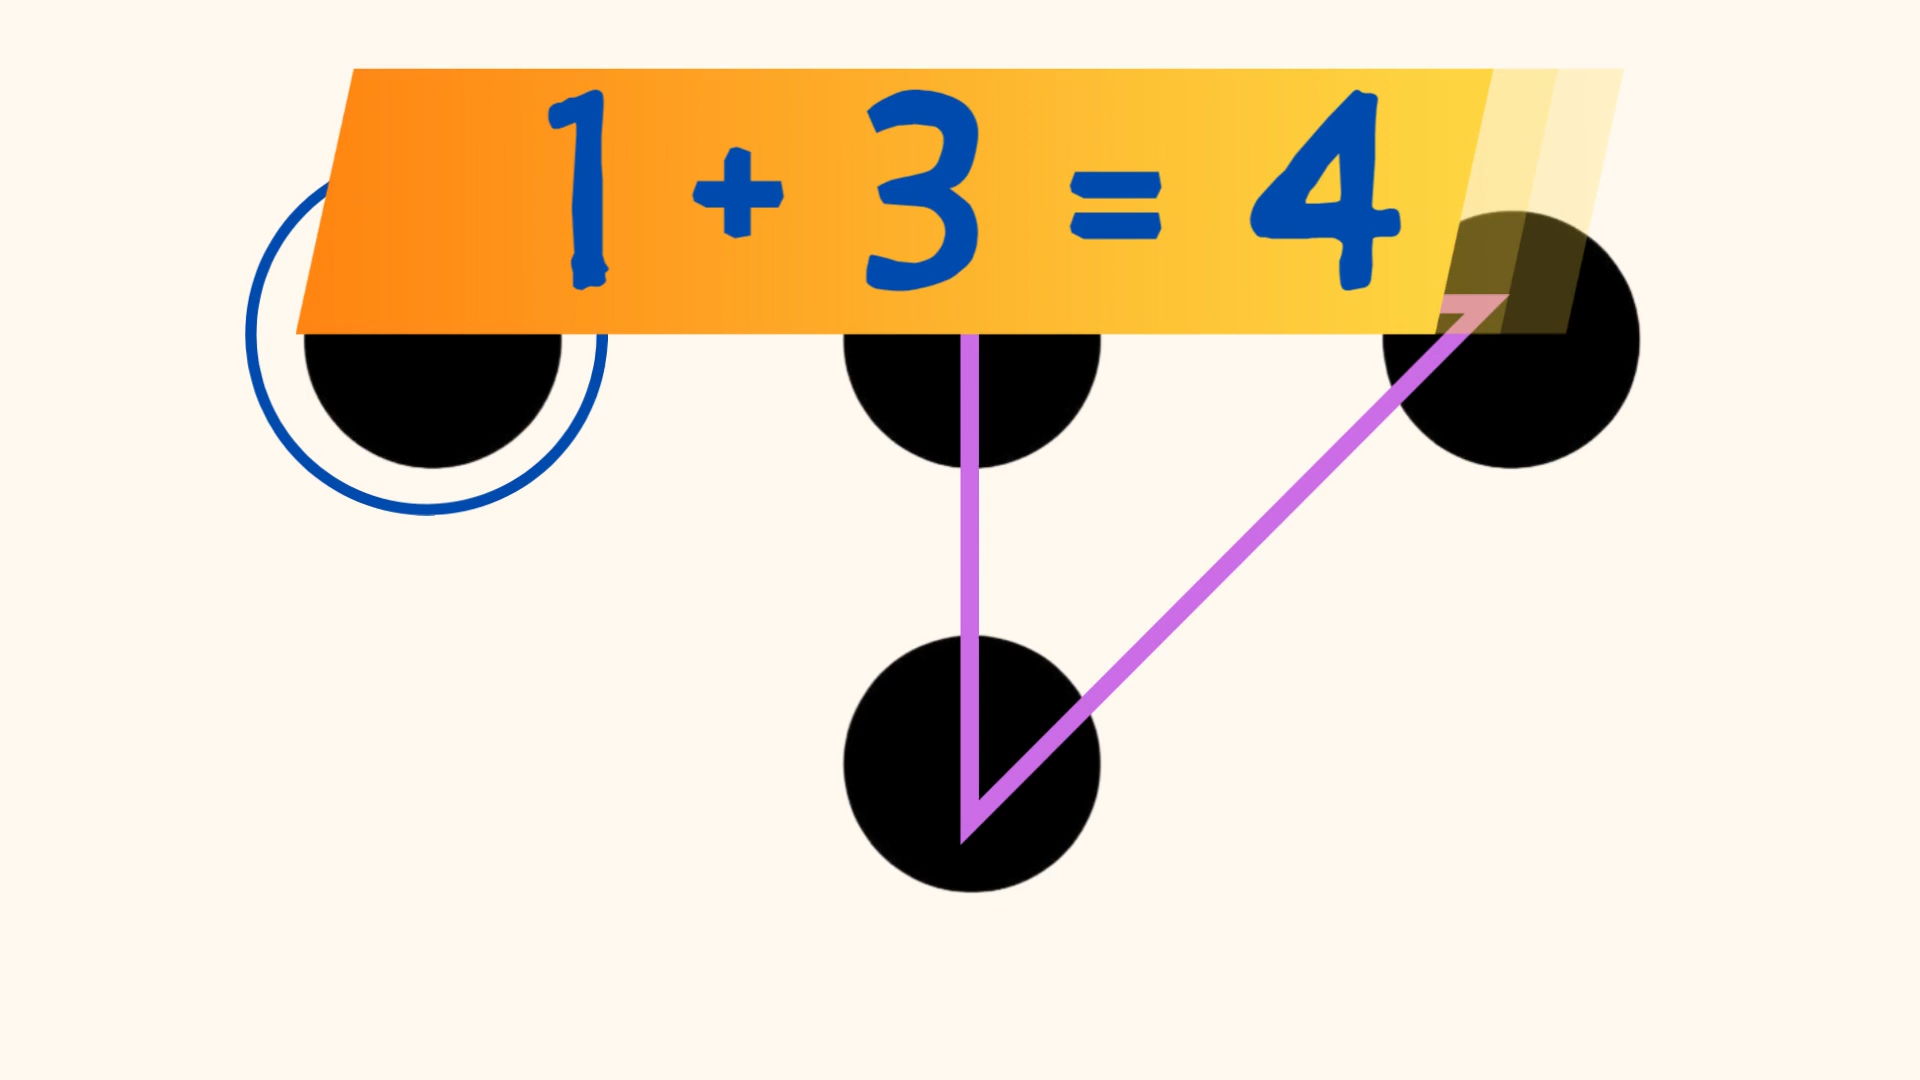 1 + 3 = 4